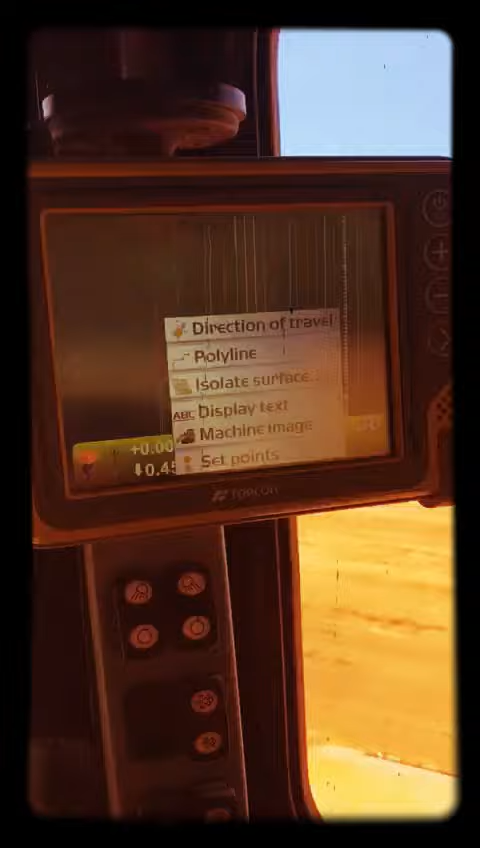 Direction of travel
Polyline
Isolate surface...
ABC Display text
Machine image
Set points
+0.00
⬇0.45
TOPCON